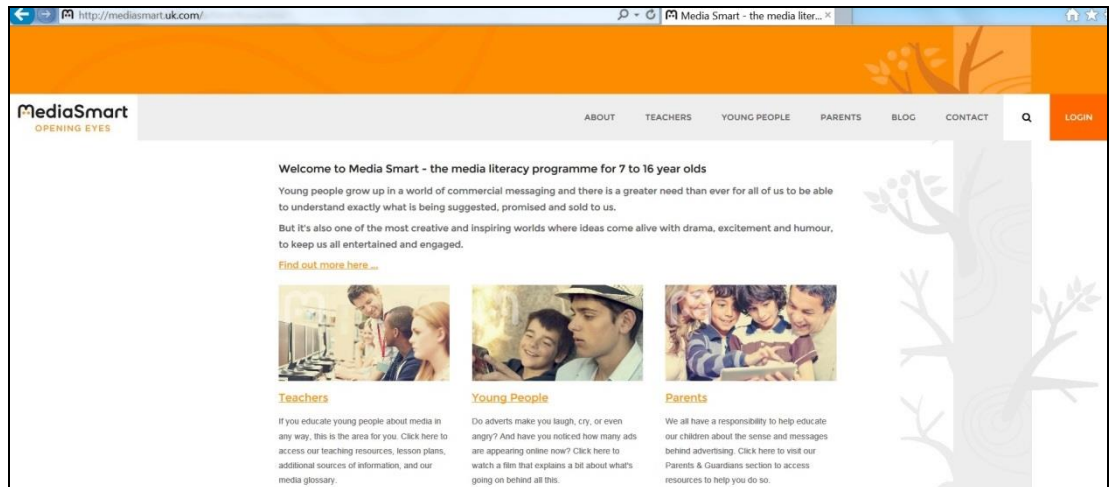 http://mediasmart.uk.com/
Media Smart - the media liter...
MediaSmart
OPENING EYES
ABOUT TEACHERS YOUNG PEOPLE PARENTS BLOG CONTACT LOGIN
Welcome to Media Smart - the media literacy programme for 7 to 16 year olds
Young people grow up in a world of commercial messaging and there is a greater need than ever for all of us to be able
to understand exactly what is being suggested, promised and sold to us.
But it's also one of the most creative and inspiring worlds where ideas come alive with drama, excitement and humour,
to keep us all entertained and engaged.
Find out more here ...
Teachers
If you educate young people about media in
any way, this is the area for you. Click here to
access our teaching resources, lesson plans,
additional sources of information, and our
media glossary.
Young People
Do adverts make you laugh, cry, or even
angry? And have you noticed how many ads
are appearing online now? Click here to
watch a film that explains a bit about what's
going on behind all this.
Parents
We all have a responsibility to help educate
our children about the sense and messages
behind advertising. Click here to visit our
Parents & Guardians section to access
resources to help you do so.